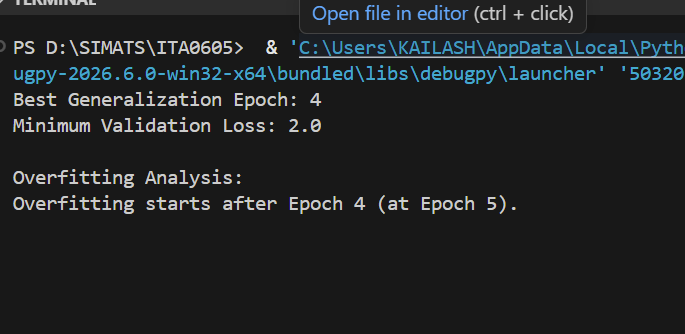 TERMINAL
Open file in editor (ctrl + click)
PS D:\SIMATS\ITA0605>  & 'C:\Users\KAILASH\AppData\Local\Pyth
ugpy-2026.6.0-win32-x64\bundled\libs\debugpy\launcher' '50320
Best Generalization Epoch: 4
Minimum Validation Loss: 2.0
Overfitting Analysis:
Overfitting starts after Epoch 4 (at Epoch 5).